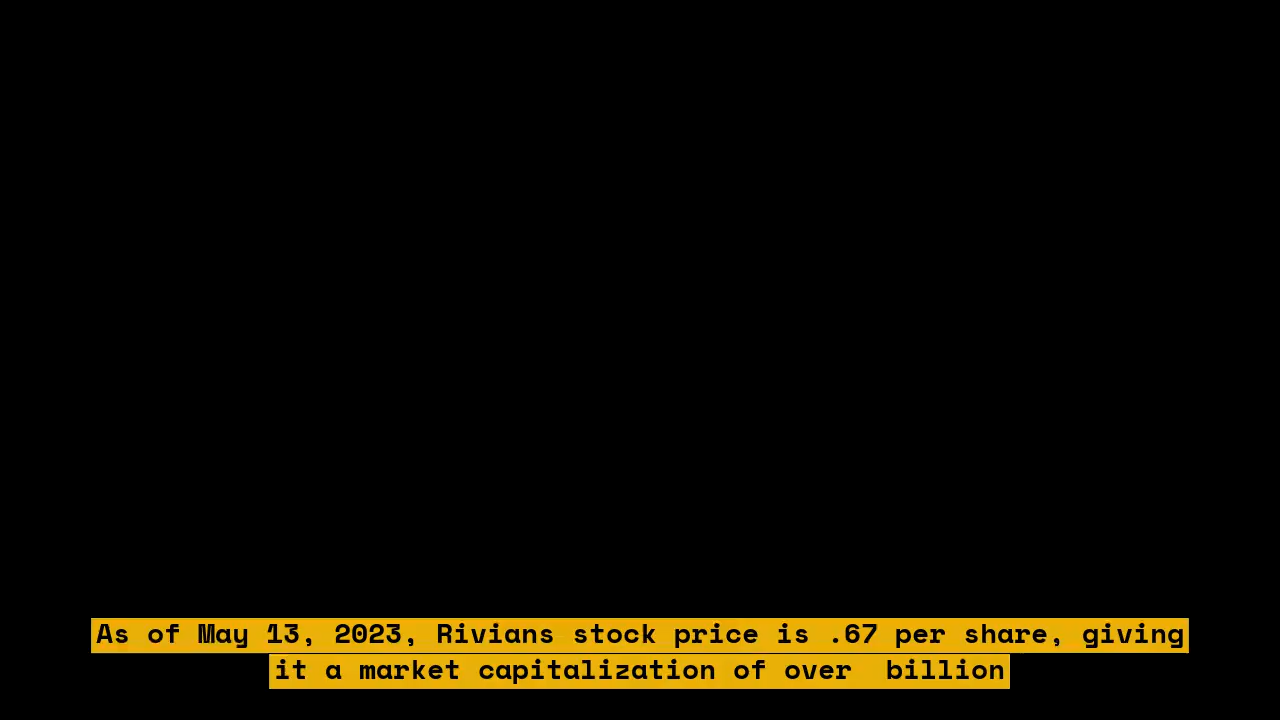 As of May 13, 2023, Rivians stock price is .67 per share, giving
it a market capitalization of over  billion